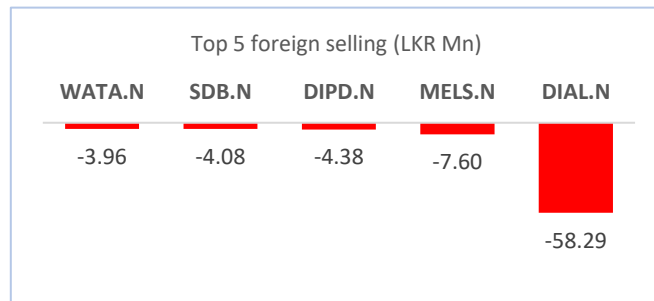 Top 5 foreign selling (LKR Mn)
WATA.N SDB.N DIPD.N MELS.N DIAL.N
-3.96 -4.08 -4.38 -7.60
-58.29